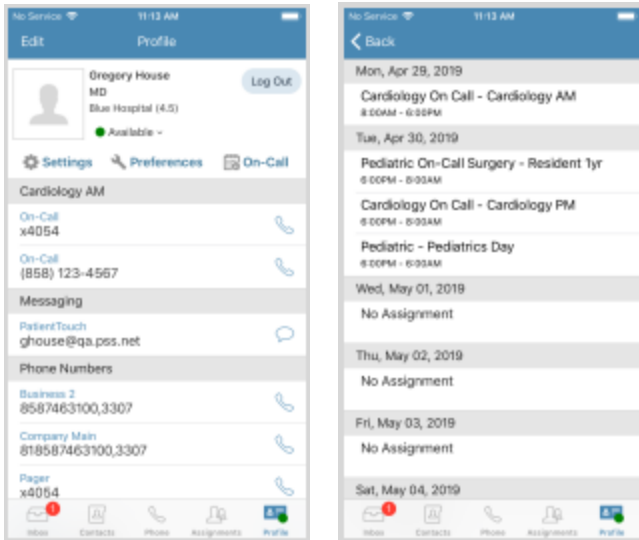 No Service
11:13 AM
Edit
Profile
Gregory House
MD
Blue Hospital (4.5)
Available
Log Out
Settings
Preferences
On-Call
Cardiology AM
On-Call
x4054
On-Call
(858) 123-4567
Messaging
PatientTouch
ghouse@qa.pss.net
Phone Numbers
Business 2
8587463100,3307
Company Main
818587463100,3307
Pager
x4054
1
Inbox
Contacts
Phone
Assignments
Profile
No Service
11:13 AM
Back
Mon, Apr 29, 2019
Cardiology On Call - Cardiology AM
8:00AM - 6:00PM
Tue, Apr 30, 2019
Pediatric On-Call Surgery - Resident 1yr
6:00PM - 8:00AM
Cardiology On Call - Cardiology PM
6:00PM - 8:00AM
Pediatric - Pediatrics Day
6:00PM - 6:00AM
Wed, May 01, 2019
No Assignment
Thu, May 02, 2019
No Assignment
Fri, May 03, 2019
No Assignment
Sat, May 04, 2019
1
Inbox
Contacts
Phone
Assignments
Profile